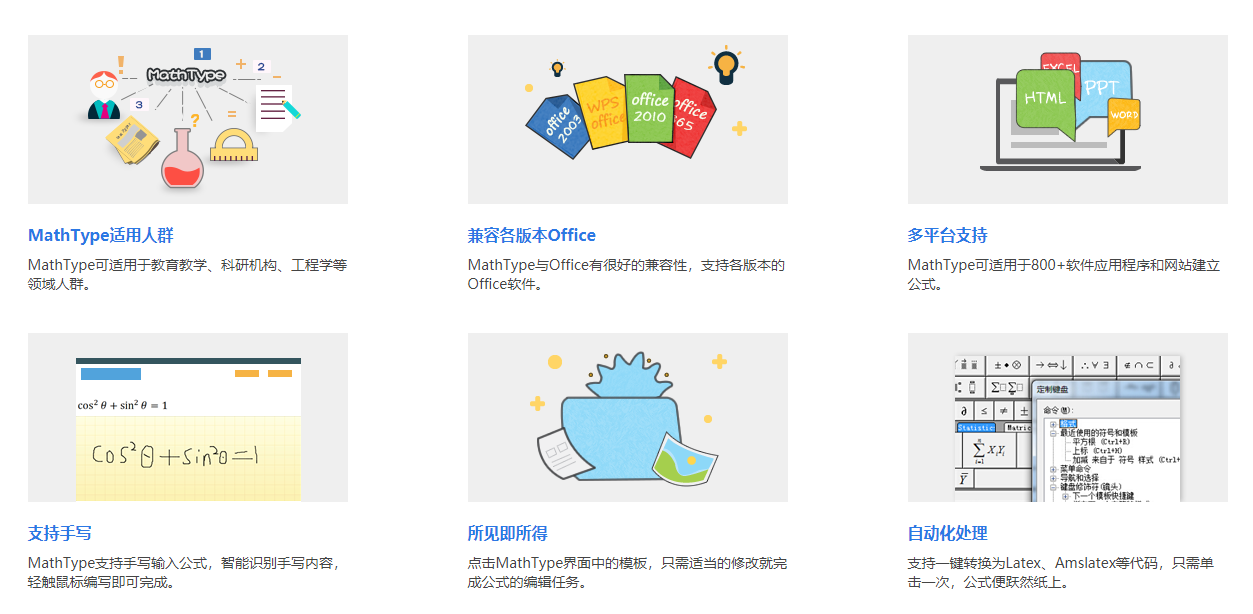 1
2
3
MathType
office 2003
WPS office
office 2010
office 365
EXCEL
HTML
PPT
WORD
MathType适用人群
MathType可适用于教育教学、科研机构、工程学等
领域人群。
兼容各版本Office
MathType与Office有很好的兼容性，支持各版本的
Office软件。
多平台支持
MathType可适用于800+软件应用程序和网站建立
公式。
cos² θ + sin² θ = 1
cos²θ+sin²θ=1
定制键盘
命令(M):
格式
最近使用的符号和模板
平方根 (Ctrl+R)
上标 (Ctrl+H)
加减 来自于 符号 样式 (Ctrl+
菜单命令
导航和选择
键盘修饰符(镜头)
下一个模板快捷键
Statistic
Matric
支持手写
MathType支持手写输入公式，智能识别手写内容，
轻触鼠标编写即可完成。
所见即所得
点击MathType界面中的模板，只需适当的修改就完
成公式的编辑任务。
自动化处理
支持一键转换为Latex、Amslatex等代码，只需单
击一次，公式便跃然纸上。